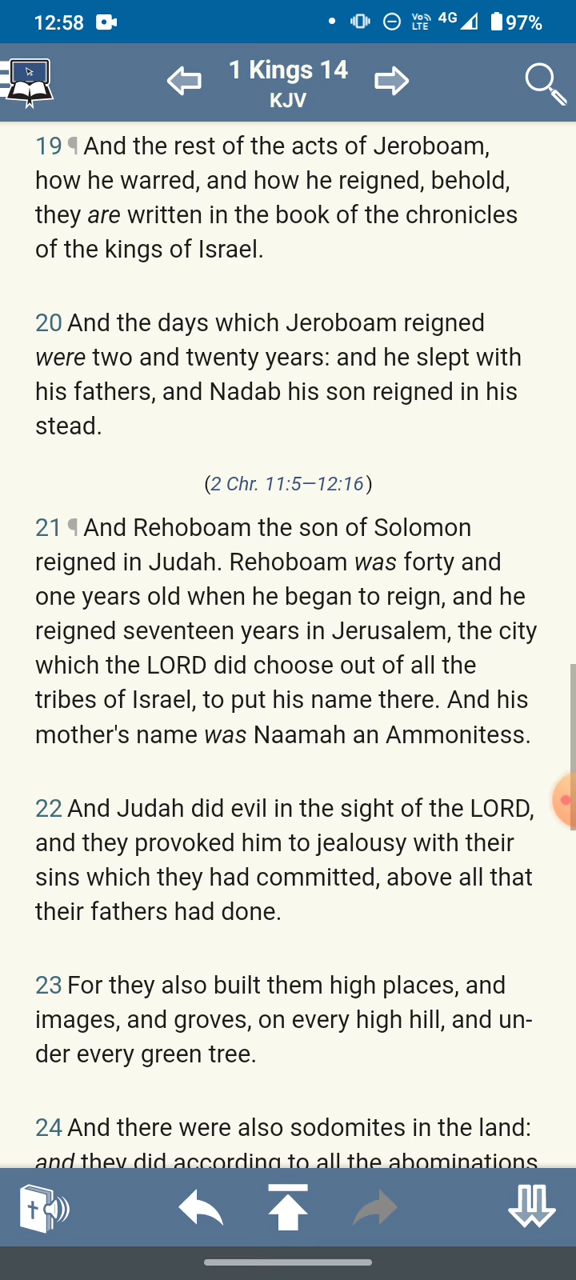 12:58 Vo)) LTE 4G 97%
1 Kings 14
KJV
19 ¶ And the rest of the acts of Jeroboam,
how he warred, and how he reigned, behold,
they are written in the book of the chronicles
of the kings of Israel.
20 And the days which Jeroboam reigned
were two and twenty years: and he slept with
his fathers, and Nadab his son reigned in his
stead.
(2 Chr. 11:5—12:16)
21 ¶ And Rehoboam the son of Solomon
reigned in Judah. Rehoboam was forty and
one years old when he began to reign, and he
reigned seventeen years in Jerusalem, the city
which the LORD did choose out of all the
tribes of Israel, to put his name there. And his
mother's name was Naamah an Ammonitess.
22 And Judah did evil in the sight of the LORD,
and they provoked him to jealousy with their
sins which they had committed, above all that
their fathers had done.
23 For they also built them high places, and
images, and groves, on every high hill, and un-
der every green tree.
24 And there were also sodomites in the land:
and they did according to all the abominations